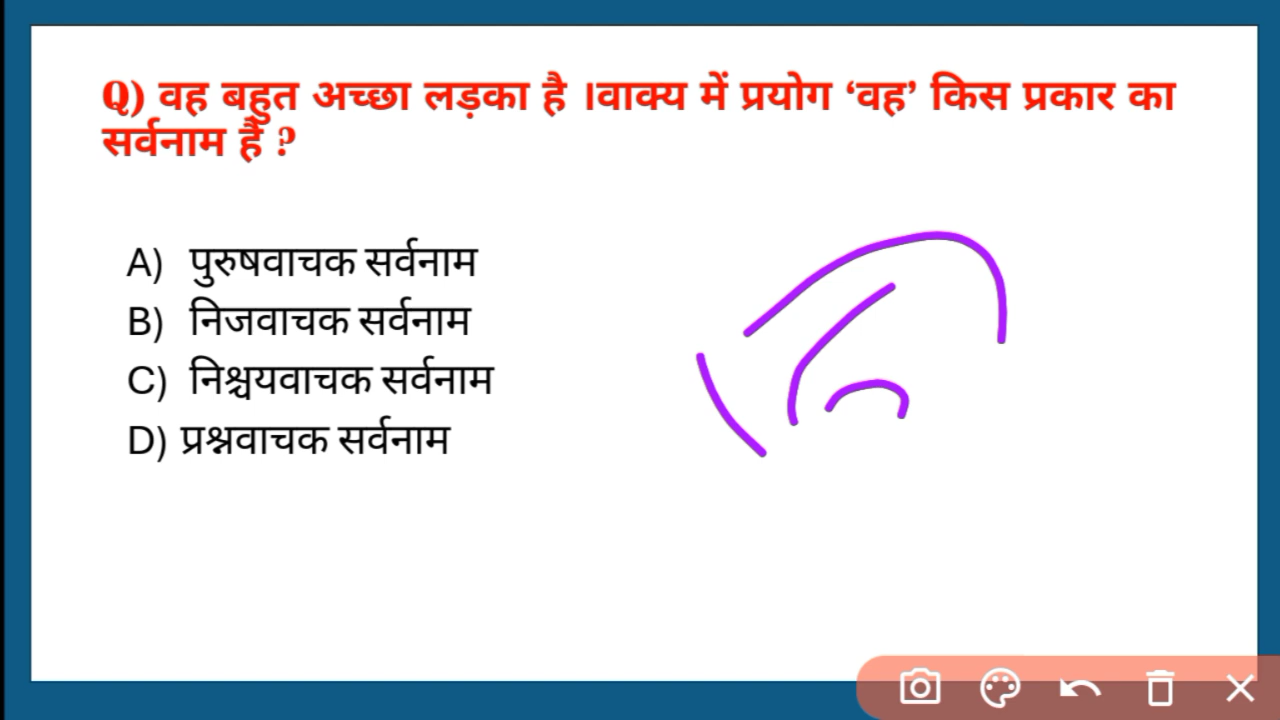 Q) वह बहुत अच्छा लड़का है ।वाक्य में प्रयोग ‘वह’ किस प्रकार का
सर्वनाम हैं ?
A) पुरुषवाचक सर्वनाम
B) निजवाचक सर्वनाम
C) निश्चयवाचक सर्वनाम
D) प्रश्नवाचक सर्वनाम